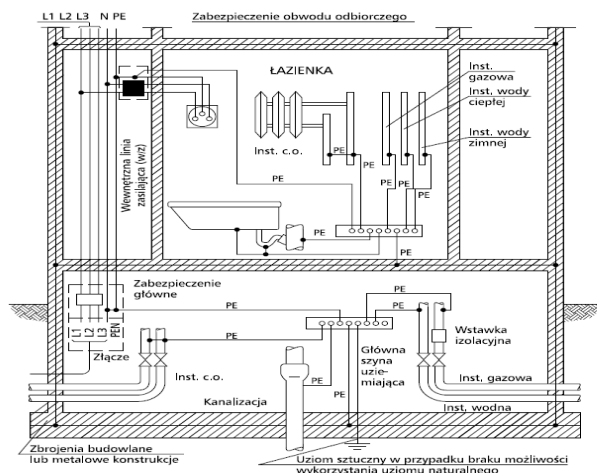 L1 L2 L3 N PE
Zabezpieczenie obwodu odbiorczego
ŁAZIENKA
Inst.
gazowa
Inst. wody
ciepłej
Inst. wody
zimnej
Inst. c.o.
Wewnętrzna linia
zasilająca (w/z)
PE
PE
PE
PE
PE
PE
PE
Zabezpieczenie
główne
PE
PE
PE
L1
L2
L3
PEN
PE
Wstawka
izolacyjna
Złącze
Główna
szyna
uzie-
miająca
Inst. c.o.
PE
PE
Inst, gazowa
Kanalizacja
Inst, wodna
Zbrojenia budowlane
lub metalowe konstrukcje
Uziom sztuczny w przypadku braku możliwości
wykorzystania uziomu naturalnego